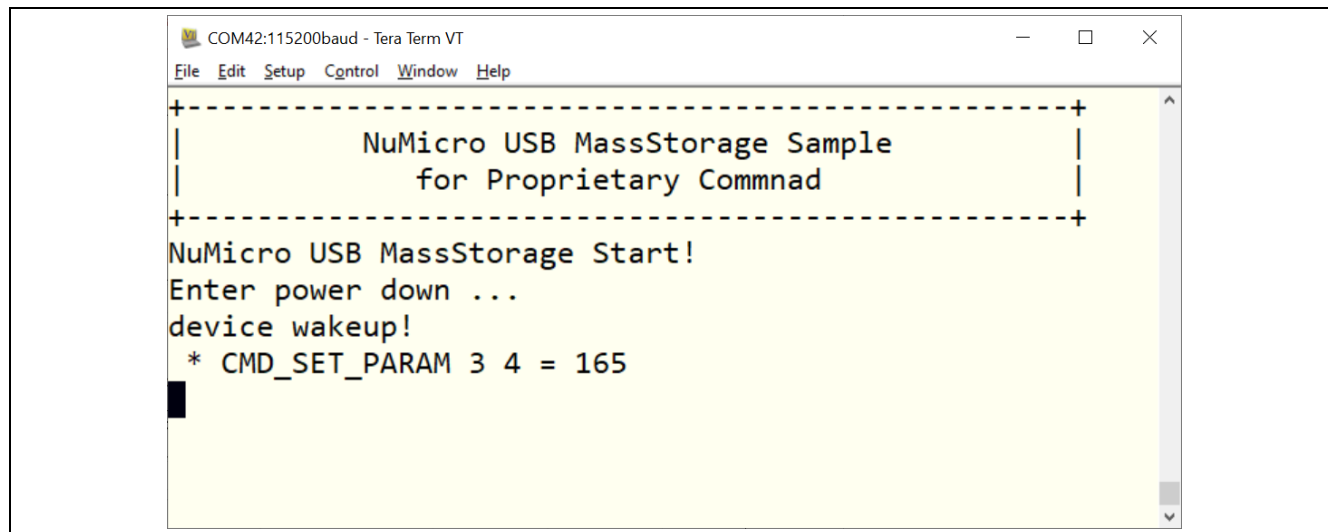 COM42:115200baud - Tera Term VT
File Edit Setup Control Window Help
+--------------------------------------------------+
| NuMicro USB MassStorage Sample |
| for Proprietary Commnad |
+--------------------------------------------------+
NuMicro USB MassStorage Start!
Enter power down ...
device wakeup!
* CMD_SET_PARAM 3 4 = 165